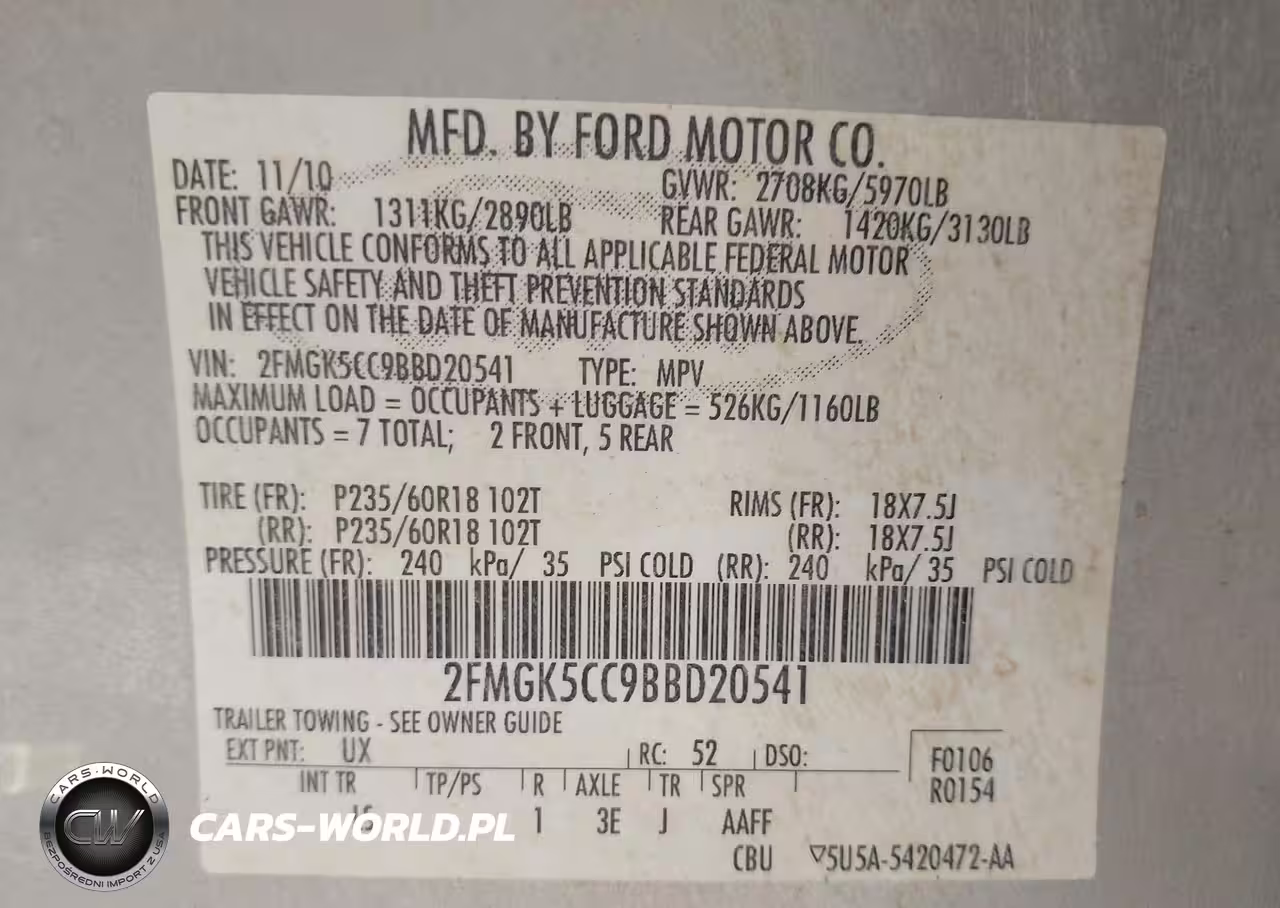 MFD. BY FORD MOTOR CO.
DATE: 11/10 GVWR: 2708KG/5970LB
FRONT GAWR: 1311KG/2890LB REAR GAWR: 1420KG/3130LB
THIS VEHICLE CONFORMS TO ALL APPLICABLE FEDERAL MOTOR
VEHICLE SAFETY AND THEFT PREVENTION STANDARDS
IN EFFECT ON THE DATE OF MANUFACTURE SHOWN ABOVE.
VIN: 2FMGK5CC9BBD20541 TYPE: MPV
MAXIMUM LOAD = OCCUPANTS + LUGGAGE = 526KG/1160LB
OCCUPANTS = 7 TOTAL; 2 FRONT, 5 REAR
TIRE (FR): P235/60R18 102T RIMS (FR): 18X7.5J
(RR): P235/60R18 102T (RR): 18X7.5J
PRESSURE (FR): 240 kPa/ 35 PSI COLD (RR): 240 kPa/ 35 PSI COLD
2FMGK5CC9BBD20541
TRAILER TOWING - SEE OWNER GUIDE
EXT PNT: UX RC: 52 DSO: F0106
INT TR TP/PS R AXLE TR SPR R0154
1 3E J AAFF
CBU ▽5U5A-5420472-AA
CARS-WORLD
CW
BEZPOŚREDNI IMPORT Z USA
CARS-WORLD.PL